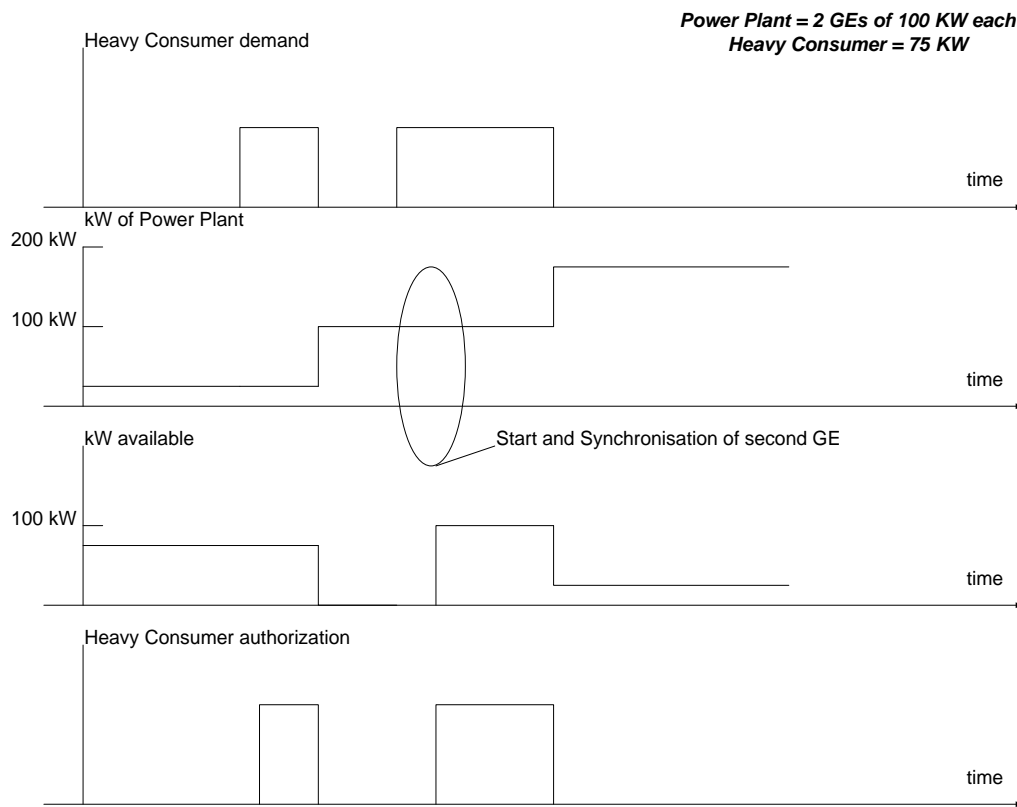 Power Plant = 2 GEs of 100 KW each
Heavy Consumer = 75 KW
Heavy Consumer demand
time
kW of Power Plant
200 kW
100 kW
time
kW available
Start and Synchronisation of second GE
100 kW
time
Heavy Consumer authorization
time